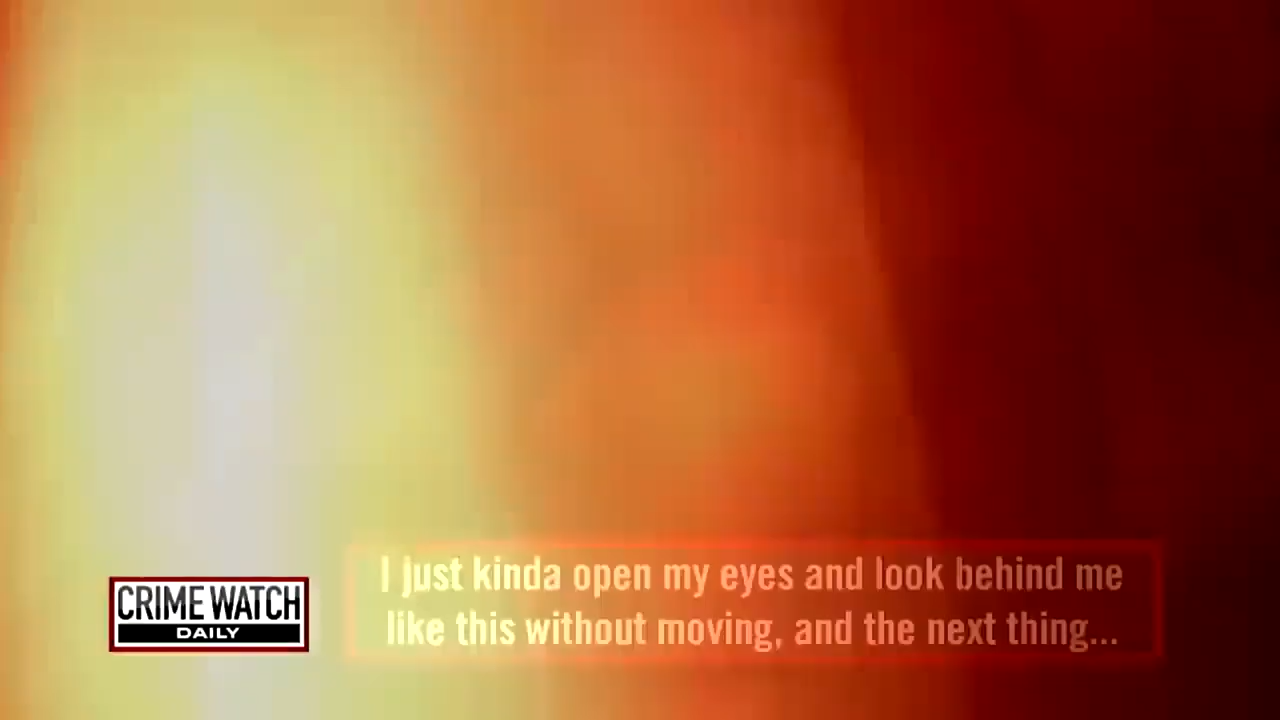 CRIME WATCH
DAILY
I just kinda open my eyes and look behind me
like this without moving, and the next thing...